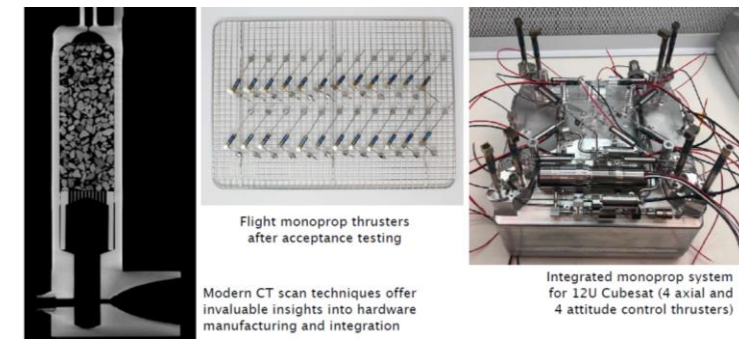 Flight monoprop thrusters
after acceptance testing
Modern CT scan techniques offer
invaluable insights into hardware
manufacturing and integration
Integrated monoprop system
for 12U Cubesat (4 axial and
4 attitude control thrusters)